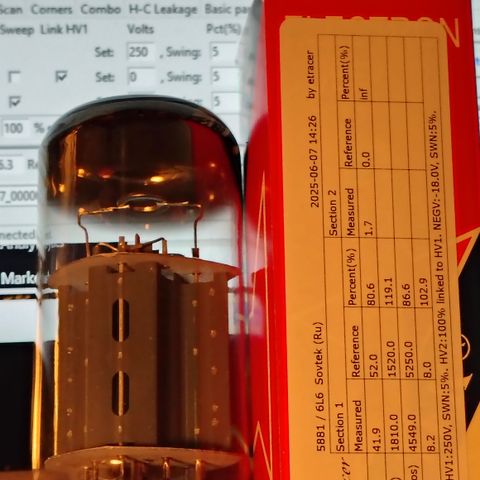 Scan Corners Combo H-C Leakage Basic
Sweep Link HV1 Volts Pct(%)
Set: 250 , Swing: 5
Set: 0 , Swing: 5
5
100 %
2025-06-07 14:26 by etracer
5881 / 6L6 Sovtek (Ru)
Section 1 Section 2
Measured Reference Percent(%) Measured Reference Percent(%)
41.9 52.0 80.6 1.7 0.0 inf
1810.0 1520.0 119.1
4549.0 5250.0 86.6
8.2 8.0 102.9
HV1:250V, SWN:5%. HV2:100% linked to HV1. NEGV:-18.0V, SWN:5%.